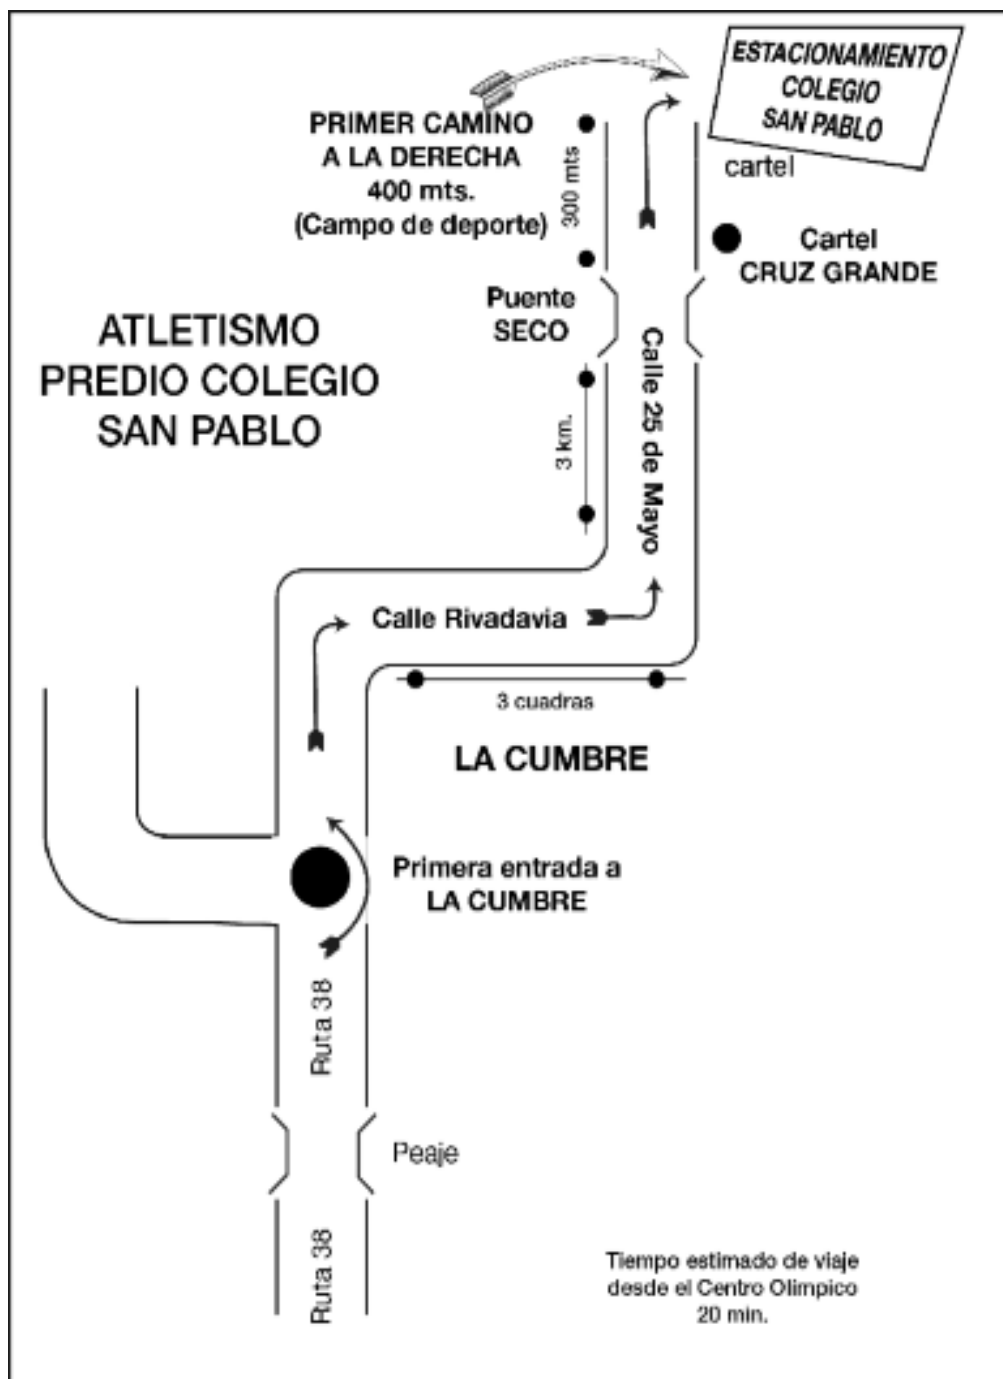 ESTACIONAMIENTO
COLEGIO
SAN PABLO
cartel
PRIMER CAMINO
A LA DERECHA
400 mts.
(Campo de deporte)
300 mts
Cartel
CRUZ GRANDE
Puente
SECO
ATLETISMO
PREDIO COLEGIO
SAN PABLO
Calle 25 de Mayo
3 km.
Calle Rivadavia
3 cuadras
LA CUMBRE
Primera entrada a
LA CUMBRE
Ruta 38
Peaje
Ruta 38
Tiempo estimado de viaje
desde el Centro Olimpico
20 min.